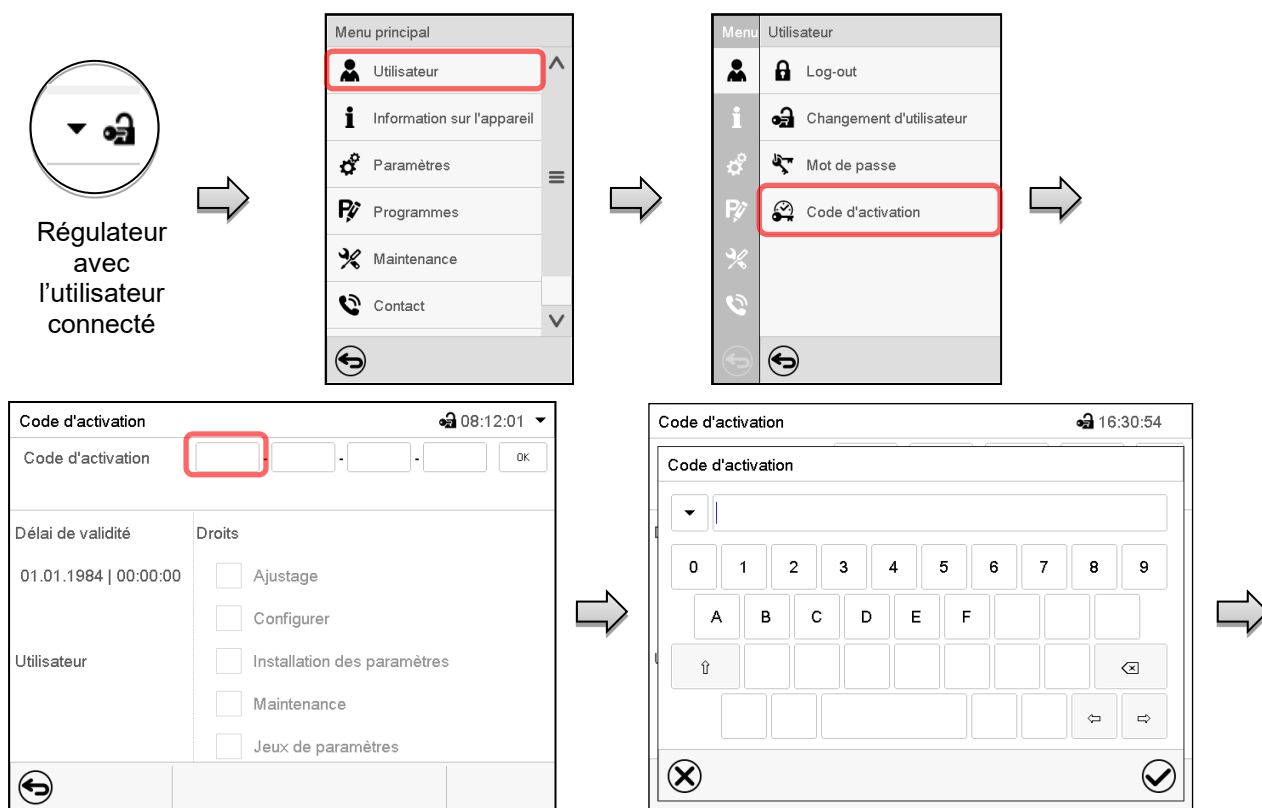 Régulateur
avec
l’utilisateur
connecté
Menu principal
Utilisateur
Information sur l'appareil
Paramètres
Programmes
Maintenance
Contact
Menu
Utilisateur
Log-out
Changement d'utilisateur
Mot de passe
Code d'activation
Code d'activation 08:12:01
Code d'activation - - - OK
Délai de validité Droits
01.01.1984 | 00:00:00 Ajustage
Configurer
Utilisateur Installation des paramètres
Maintenance
Jeux de paramètres
Code d'activation 16:30:54
Code d'activation
0 1 2 3 4 5 6 7 8 9
A B C D E F